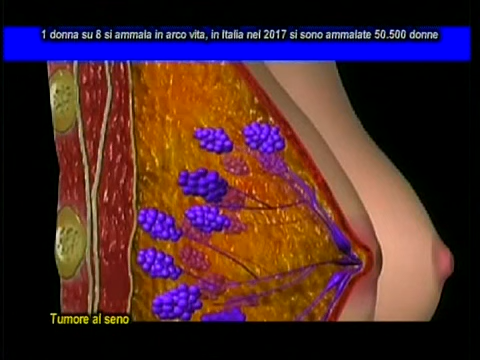 1 donna su 8 si ammala in arco vita, in Italia nel 2017 si sono ammalate 50.500 donne
Tumore al seno